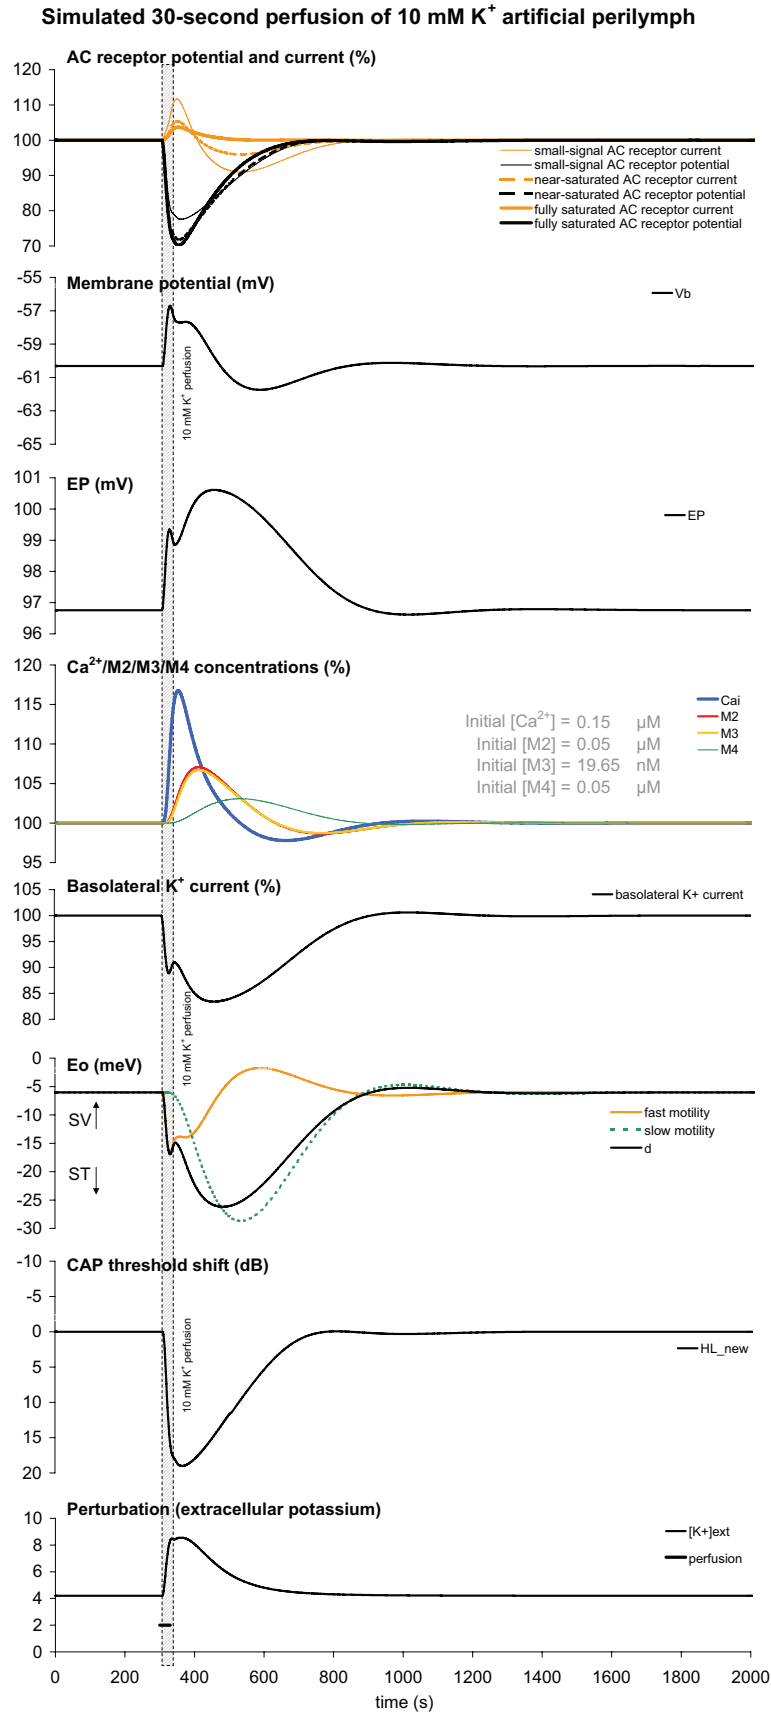 Simulated 30-second perfusion of 10 mM K+ artificial perilymph
AC receptor potential and current (%)
120
110
100
90
80
70
small-signal AC receptor current
small-signal AC receptor potential
near-saturated AC receptor current
near-saturated AC receptor potential
fully saturated AC receptor current
fully saturated AC receptor potential
Membrane potential (mV)
-55
-57
-59
-61
-63
-65
Vb
10 mM K+ perfusion
EP (mV)
101
100
99
98
97
96
EP
Ca2+/M2/M3/M4 concentrations (%)
120
115
110
105
100
95
Initial [Ca2+] = 0.15 µM
Initial [M2] = 0.05 µM
Initial [M3] = 19.65 nM
Initial [M4] = 0.05 µM
Cai
M2
M3
M4
Basolateral K+ current (%)
105
100
95
90
85
80
basolateral K+ current
10 mM K+ perfusion
Eo (meV)
0
-5
-10
-15
-20
-25
-30
SV
ST
fast motility
slow motility
d
CAP threshold shift (dB)
-10
-5
0
5
10
15
20
HL_new
10 mM K+ perfusion
Perturbation (extracellular potassium)
10
8
6
4
2
0
[K+]ext
perfusion
0 200 400 600 800 1000 1200 1400 1600 1800 2000
time (s)